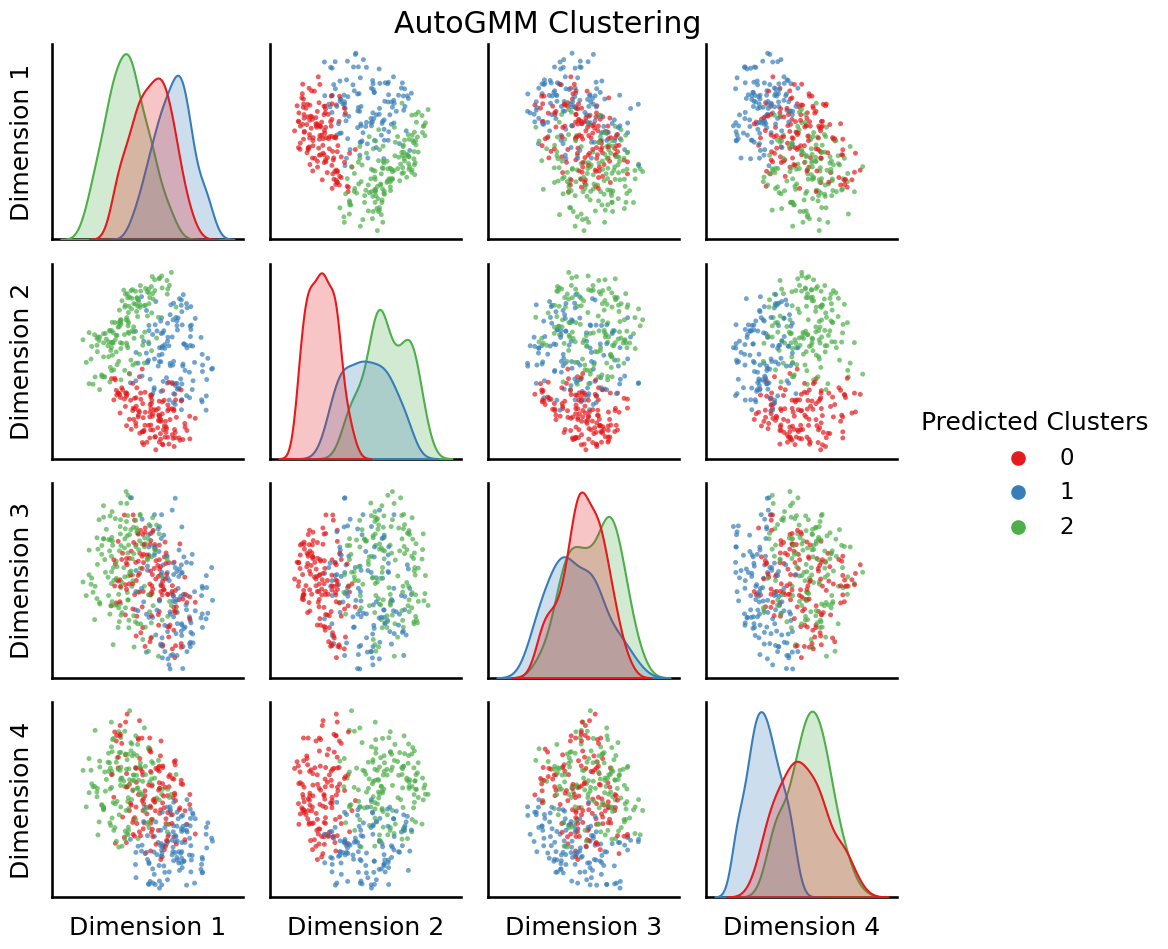 AutoGMM Clustering
Dimension 1
Dimension 2
Dimension 3
Dimension 4
Dimension 1
Dimension 2
Dimension 3
Dimension 4
Predicted Clusters
0
1
2